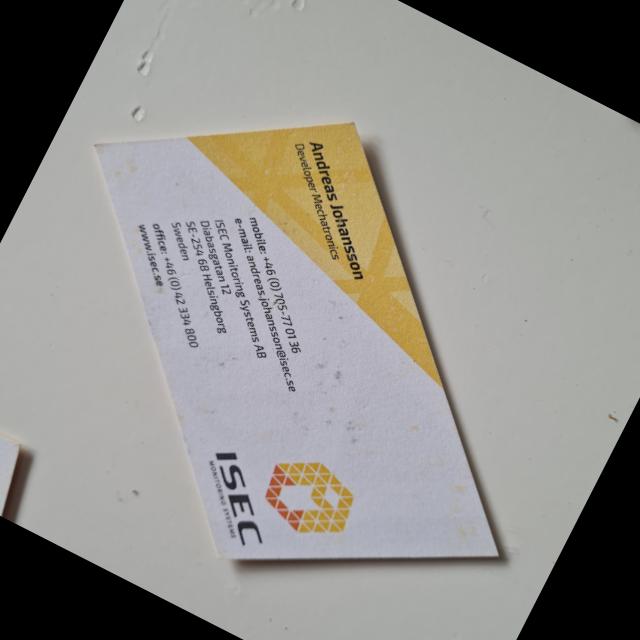 Andreas Johansson
Developer Mechatronics
mobile: +46 (0)705-77 01 36
e-mail: andreas.johansson@isec.se
ISEC Monitoring Systems AB
Diabasgatan 12
SE-254 68 Helsingborg
Sweden
office: +46 (0) 42 334 800
www.isec.se
ISEC
MONITORING SYSTEMS